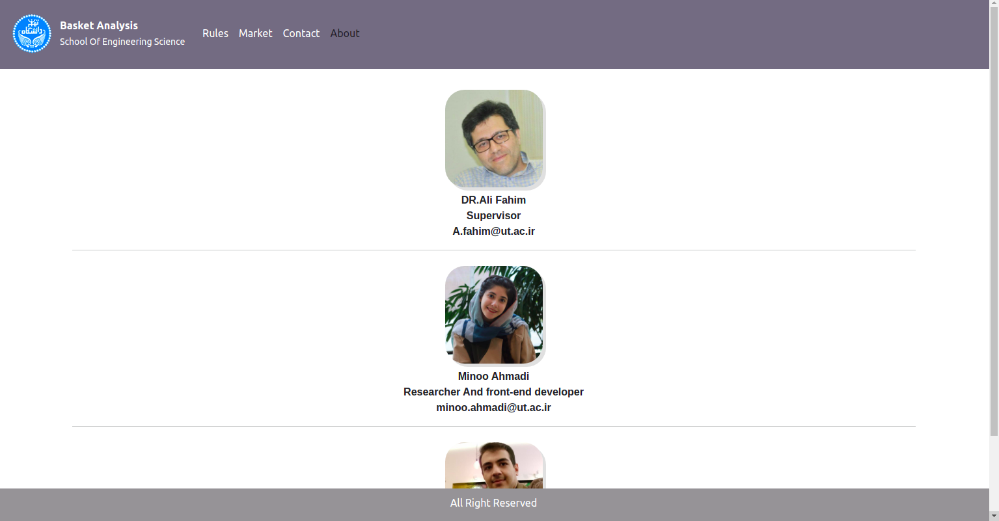 Basket Analysis
School Of Engineering Science
Rules Market Contact About
دانشگاه
DR.Ali Fahim
Supervisor
A.fahim@ut.ac.ir
Minoo Ahmadi
Researcher And front-end developer
minoo.ahmadi@ut.ac.ir
All Right Reserved